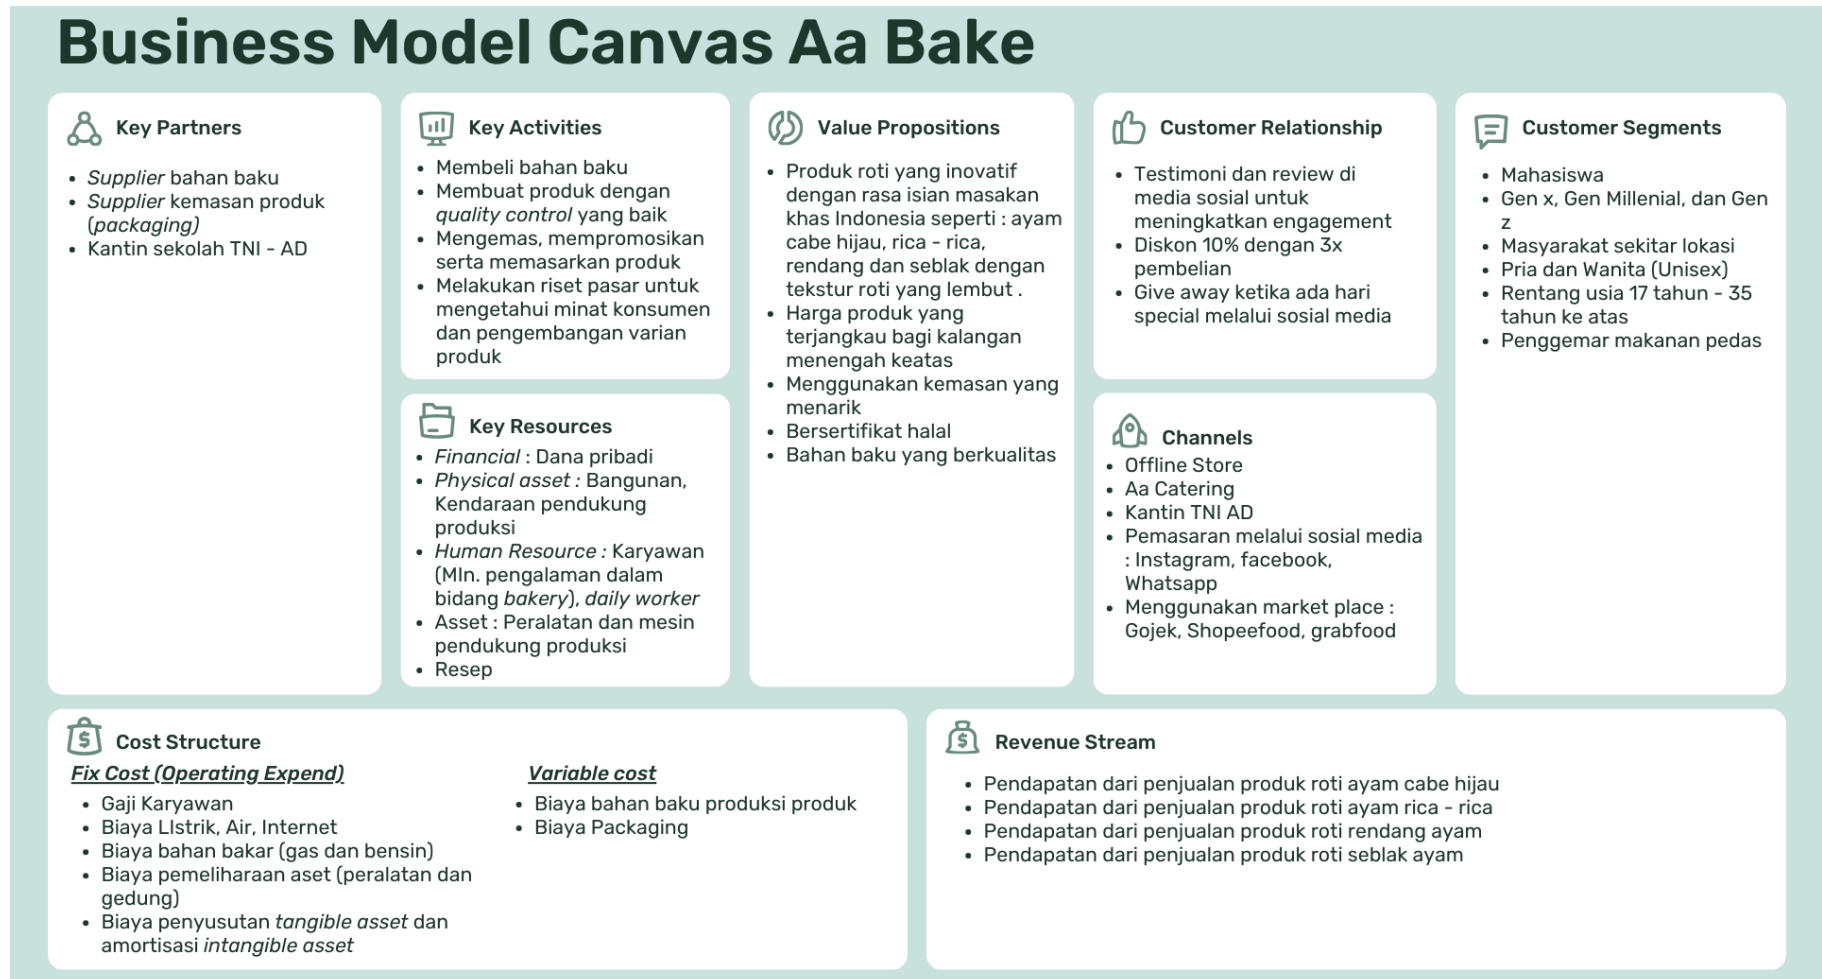 Business Model Canvas Aa Bake
Key Partners
• Supplier bahan baku
• Supplier kemasan produk
(packaging)
• Kantin sekolah TNI - AD
Key Activities
• Membeli bahan baku
• Membuat produk dengan
quality control yang baik
• Mengemas, mempromosikan
serta memasarkan produk
• Melakukan riset pasar untuk
mengetahui minat konsumen
dan pengembangan varian
produk
Key Resources
• Financial : Dana pribadi
• Physical asset : Bangunan,
Kendaraan pendukung
produksi
• Human Resource : Karyawan
(MIn. pengalaman dalam
bidang bakery), daily worker
• Asset : Peralatan dan mesin
pendukung produksi
• Resep
Value Propositions
• Produk roti yang inovatif
dengan rasa isian masakan
khas Indonesia seperti : ayam
cabe hijau, rica - rica,
rendang dan seblak dengan
tekstur roti yang lembut .
• Harga produk yang
terjangkau bagi kalangan
menengah keatas
• Menggunakan kemasan yang
menarik
• Bersertifikat halal
• Bahan baku yang berkualitas
Customer Relationship
• Testimoni dan review di
media sosial untuk
meningkatkan engagement
• Diskon 10% dengan 3x
pembelian
• Give away ketika ada hari
special melalui sosial media
Channels
• Offline Store
• Aa Catering
• Kantin TNI AD
• Pemasaran melalui sosial media
: Instagram, facebook,
Whatsapp
• Menggunakan market place :
Gojek, Shopeefood, grabfood
Customer Segments
• Mahasiswa
• Gen x, Gen Millenial, dan Gen
z
• Masyarakat sekitar lokasi
• Pria dan Wanita (Unisex)
• Rentang usia 17 tahun - 35
tahun ke atas
• Penggemar makanan pedas
Cost Structure
Fix Cost (Operating Expend)
• Gaji Karyawan
• Biaya LIstrik, Air, Internet
• Biaya bahan bakar (gas dan bensin)
• Biaya pemeliharaan aset (peralatan dan
gedung)
• Biaya penyusutan tangible asset dan
amortisasi intangible asset
Variable cost
• Biaya bahan baku produksi produk
• Biaya Packaging
Revenue Stream
• Pendapatan dari penjualan produk roti ayam cabe hijau
• Pendapatan dari penjualan produk roti ayam rica - rica
• Pendapatan dari penjualan produk roti rendang ayam
• Pendapatan dari penjualan produk roti seblak ayam